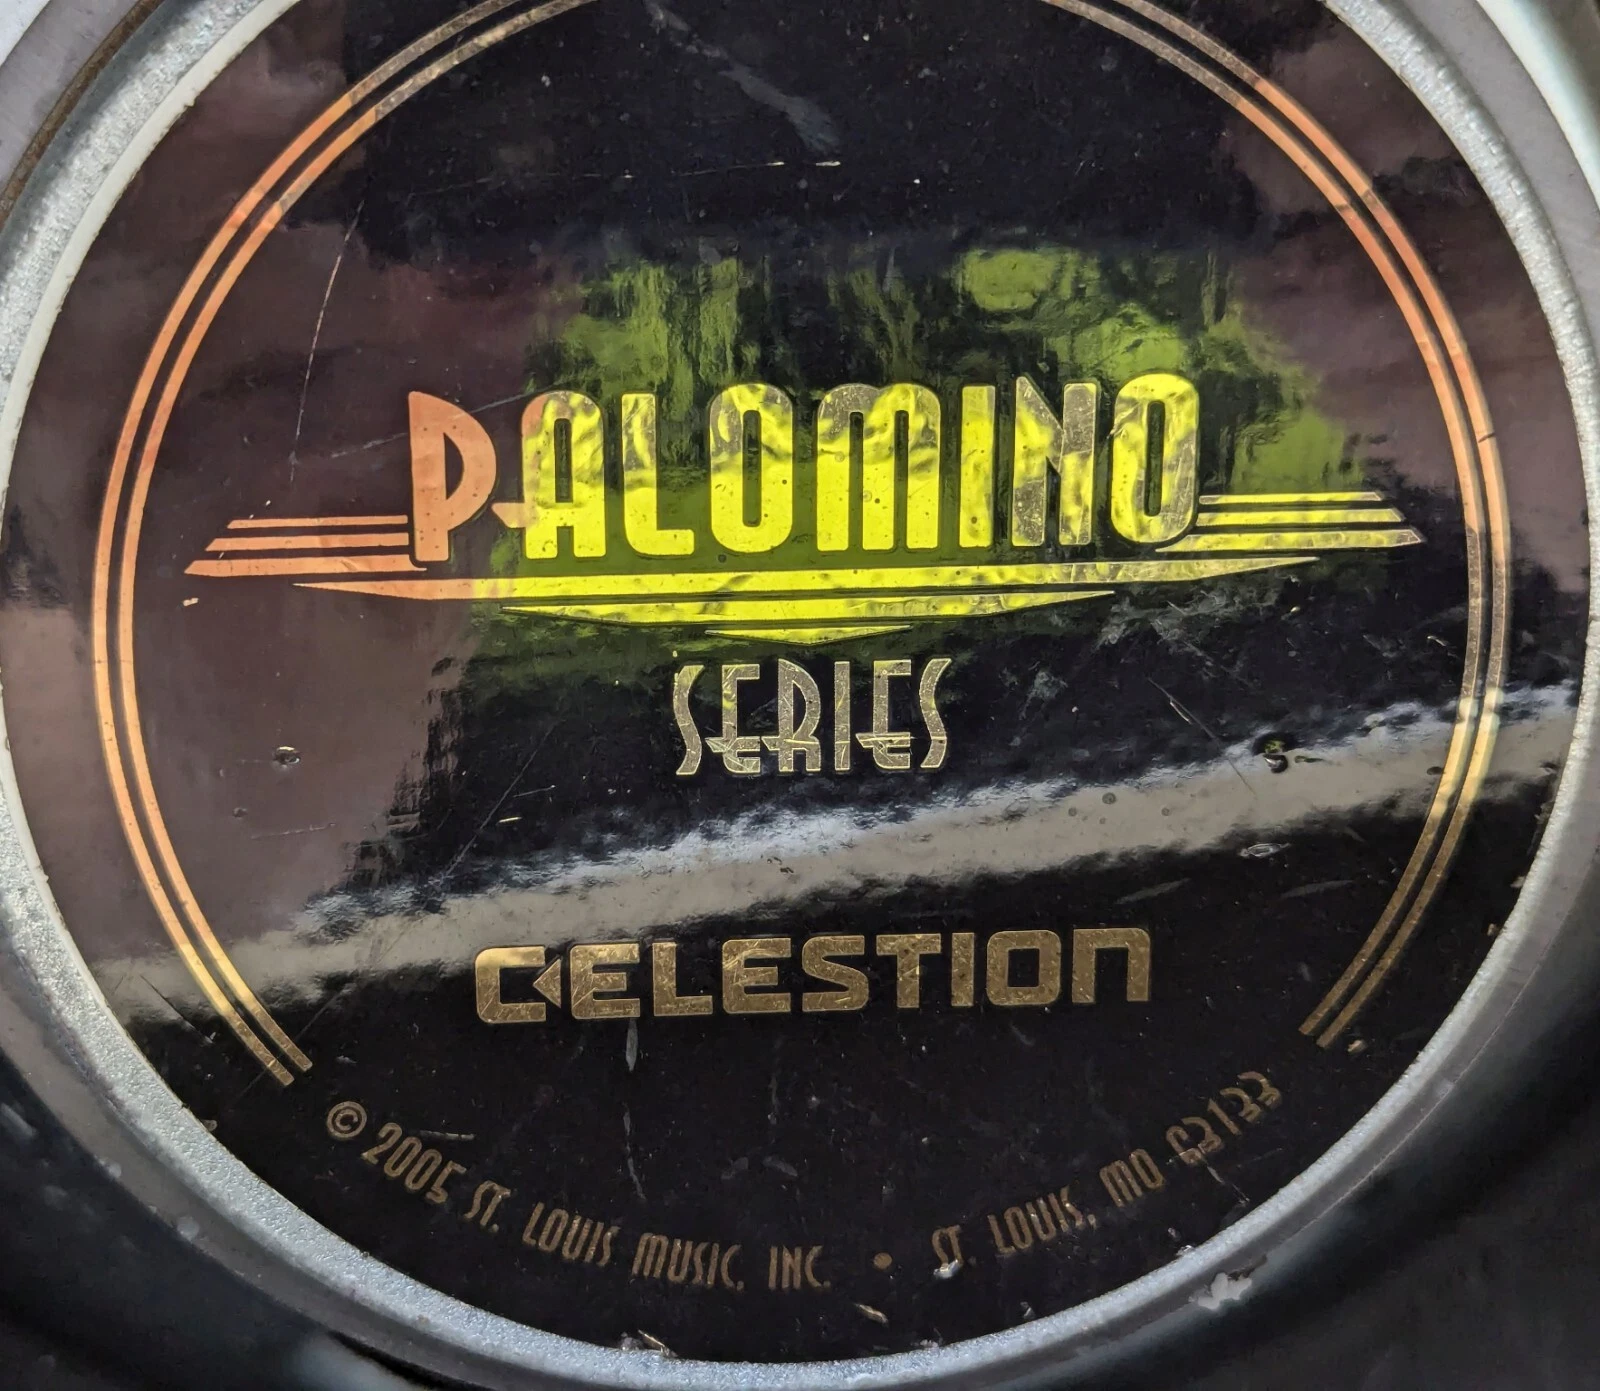 PALOMINO
SERIES
CELESTION
© 2005 ST. LOUIS MUSIC, INC. • ST. LOUIS, MO 63133